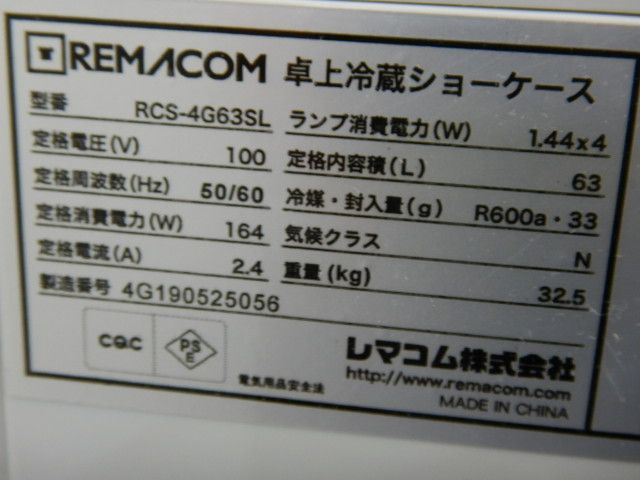 REMACOM 卓上冷蔵ショーケース
型番 RCS-4G63SL
定格電圧(V) 100
定格周波数(Hz) 50/60
定格消費電力(W) 164
定格電流(A) 2.4
製造番号 4G190525056
ランプ消費電力(W) 1.44x4
定格内容積(L) 63
冷媒・封入量(g) R600a・33
気候クラス N
重量(kg) 32.5
CQC
PS
E
電気用品安全法
レマコム株式会社
http://www.remacom.com
MADE IN CHINA